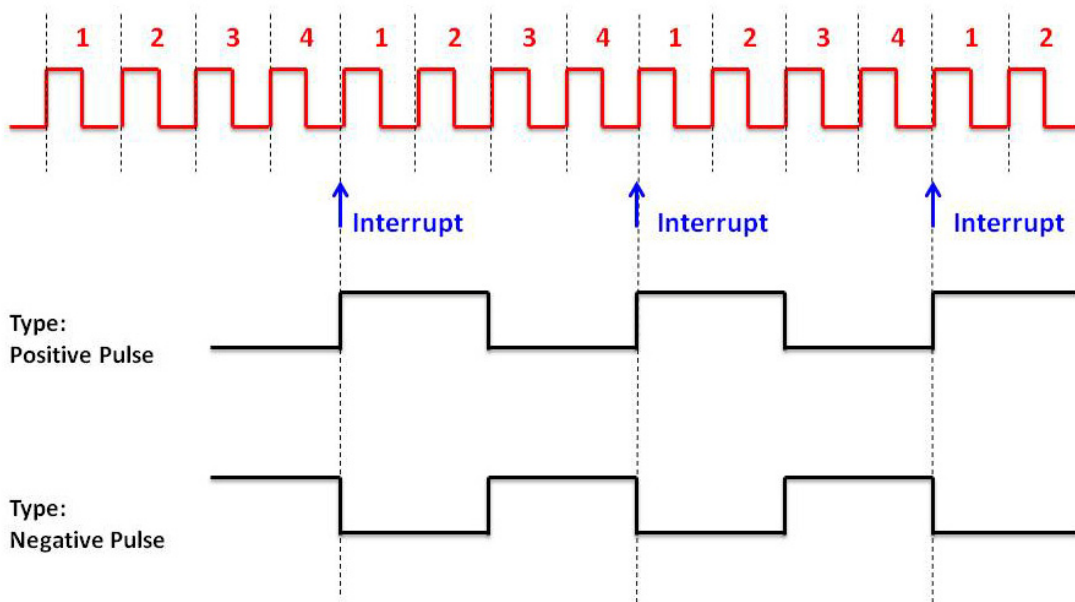 1 2 3 4 1 2 3 4 1 2 3 4 1 2
Interrupt Interrupt Interrupt
Type:
Positive Pulse
Type:
Negative Pulse